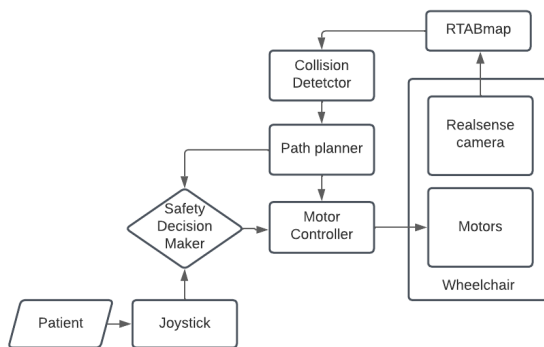 RTABmap
Collision
Detetctor
Realsense
camera
Path planner
Safety
Decision
Maker
Motor
Controller
Motors
Wheelchair
Patient
Joystick